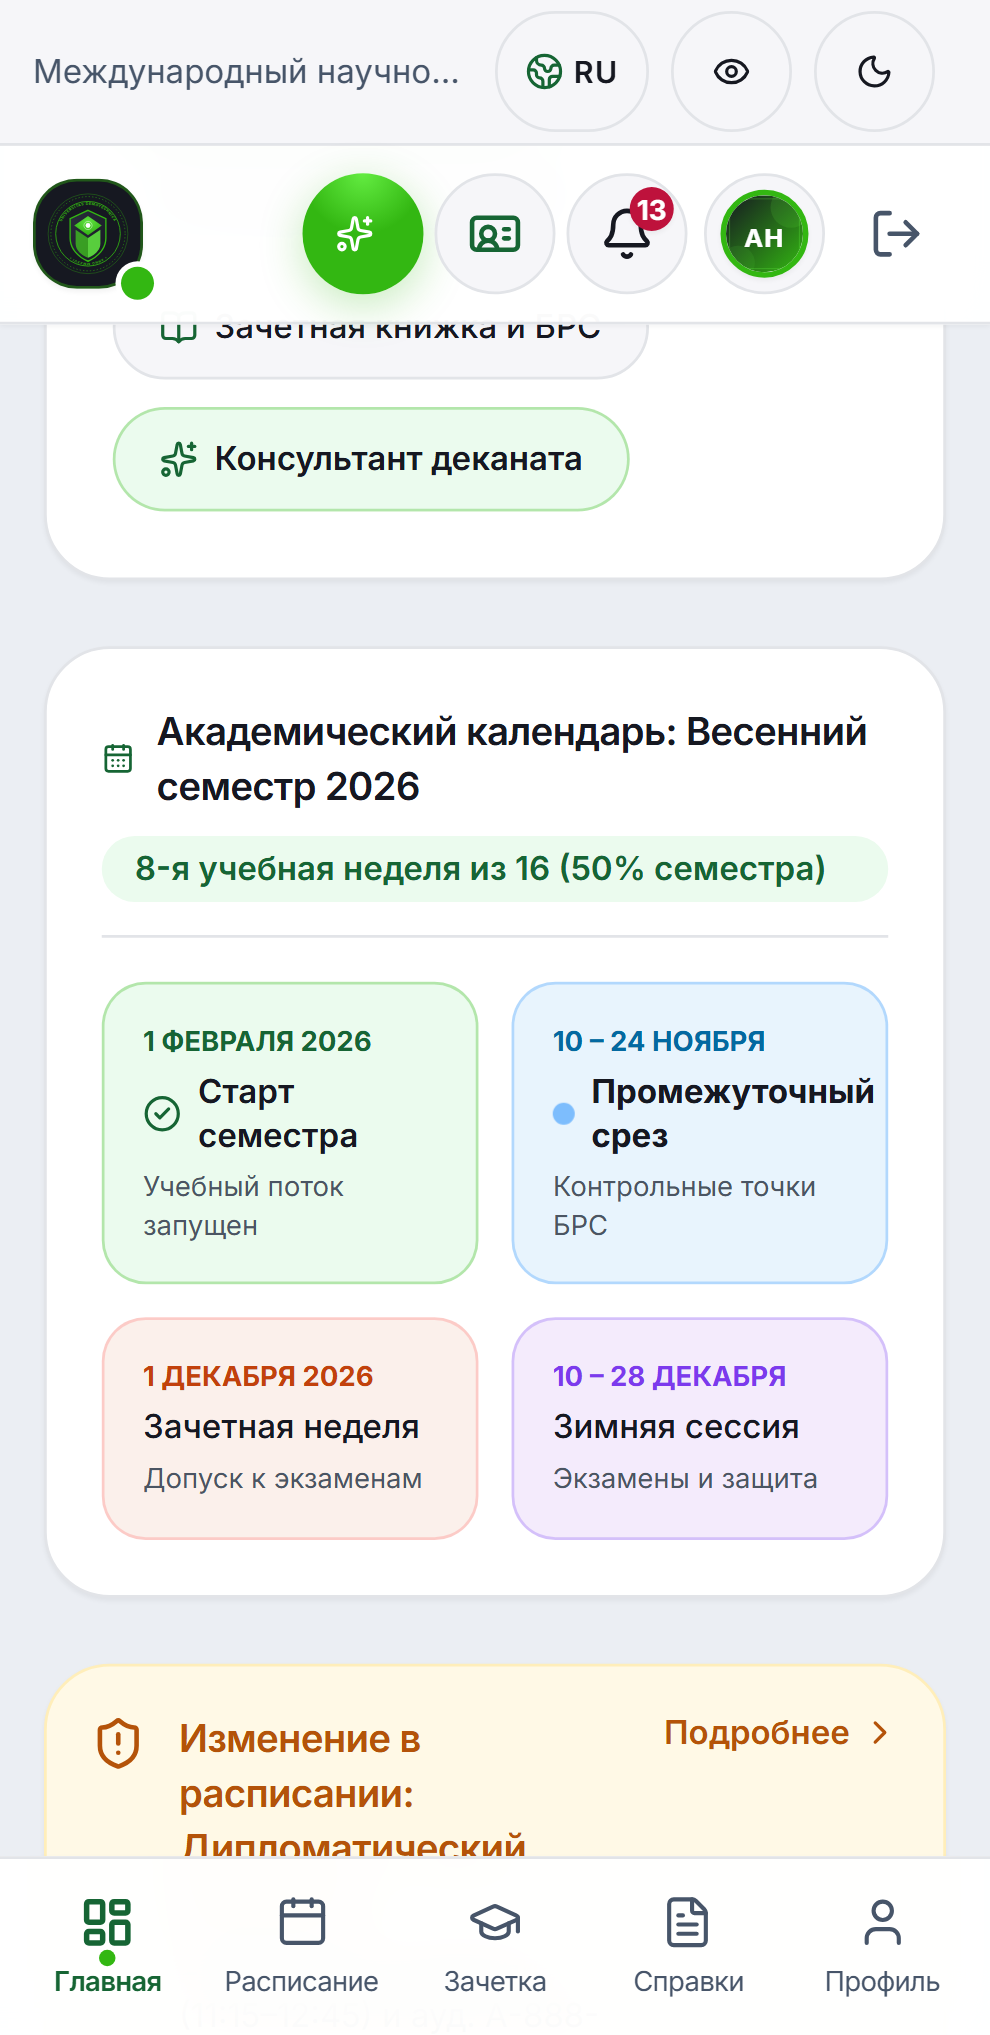 Международный научно...
RU
13
АН
Зачетная книжка и БРС
Консультант деканата
Академический календарь: Весенний
семестр 2026
8-я учебная неделя из 16 (50% семестра)
1 ФЕВРАЛЯ 2026
Старт
семестра
Учебный поток
запущен
10 – 24 НОЯБРЯ
Промежуточный
срез
Контрольные точки
БРС
1 ДЕКАБРЯ 2026
Зачетная неделя
Допуск к экзаменам
10 – 28 ДЕКАБРЯ
Зимняя сессия
Экзамены и защита
Изменение в
расписании:
Дипломатический
Подробнее
Главная
Расписание
Зачетка
Справки
Профиль